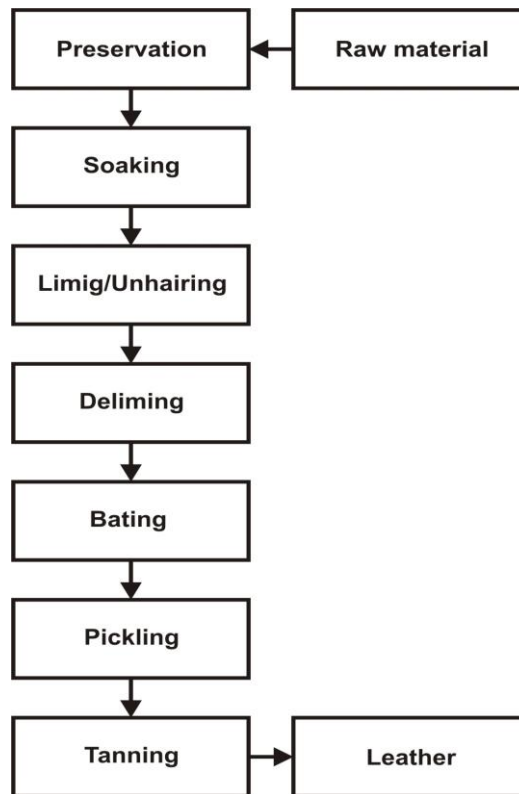 Preservation
Raw material
Soaking
Limig/Unhairing
Deliming
Bating
Pickling
Tanning
Leather